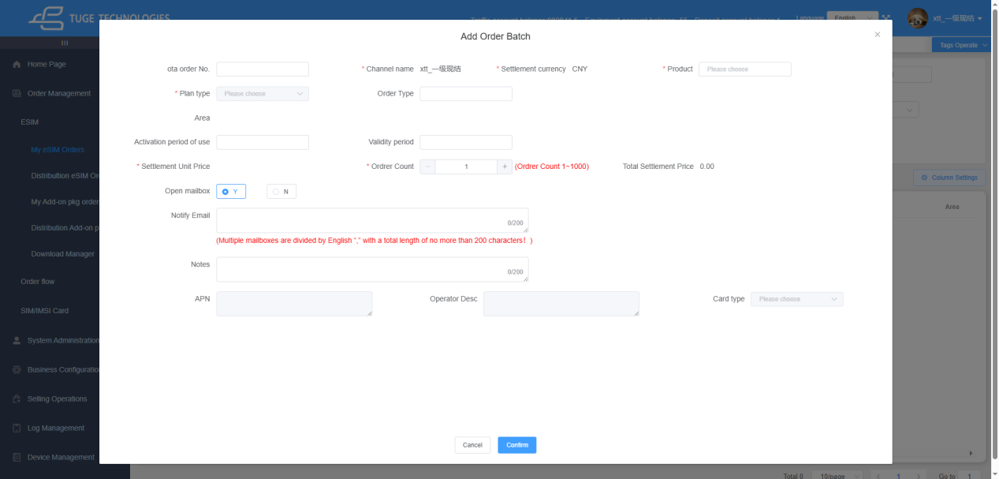 TUGE TECHNOLOGIES
Language English xtt_一级现结
Add Order Batch
Tags Operate
Home Page
Order Management
ESIM
My eSIM Orders
Distribultion eSIM Or
My Add-on pkg order
Distribution Add-on p
Download Manager
Order flow
SIM/IMSI Card
System Administration
Business Configuratio
Selling Operations
Log Management
Device Management
ota order No. * Channel name xtt_一级现结 * Settlement currency CNY * Product Please choose
* Plan type Please choose Order Type
Area
Activation period of use Validity period
* Settlement Unit Price * Ordrer Count − 1 + (Ordrer Count 1~1000) Total Settlement Price 0.00
Open mailbox Y N
Notify Email 0/200
(Multiple mailboxes are divided by English “,” with a total length of no more than 200 characters！ )
Notes 0/200
APN Operator Desc Card type Please choose
Cancel Confirm
Column Settings
Area
Total 0 10/page < 1 > Go to 1